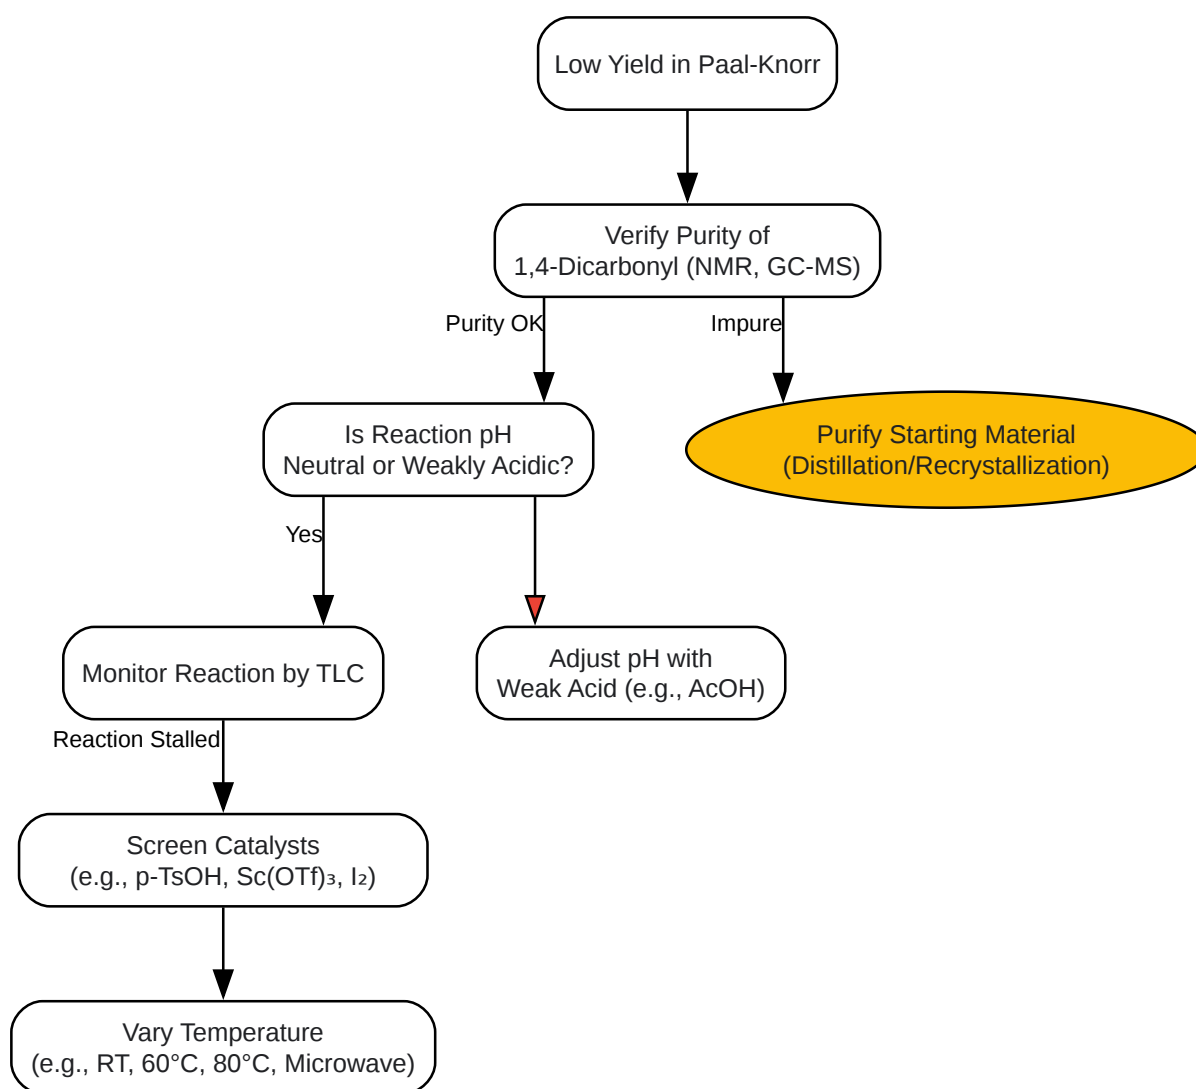 Low Yield in Paal-Knorr
Verify Purity of
1,4-Dicarbonyl (NMR, GC-MS)
Purity OK
Impure
Is Reaction pH
Neutral or Weakly Acidic?
Purify Starting Material
(Distillation/Recrystallization)
Yes
Monitor Reaction by TLC
Adjust pH with
Weak Acid (e.g., AcOH)
Reaction Stalled
Screen Catalysts
(e.g., p-TsOH, Sc(OTf)₃, I₂)
Vary Temperature
(e.g., RT, 60°C, 80°C, Microwave)